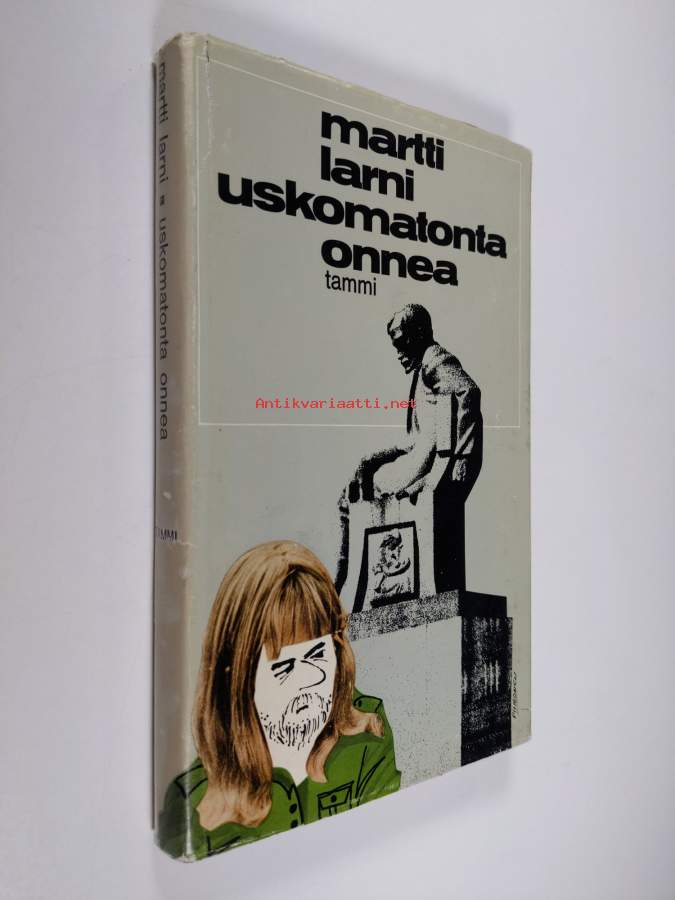 martti
larni
uskomatonta
onnea
tammi
martti larni uskomatonta onnea
TAMMI
Antikvariaatti.net